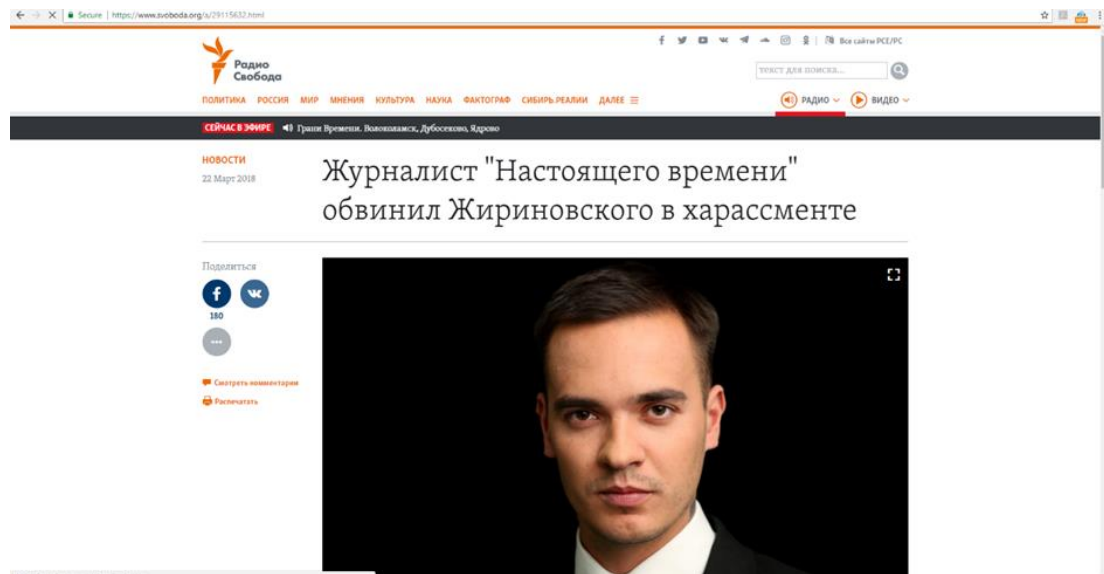 Secure | https://www.svoboda.org/a/29115632.html
Радио
Свобода
Все сайты РСЕ/РС
текст для поиска...
ПОЛИТИКА РОССИЯ МИР МНЕНИЯ КУЛЬТУРА НАУКА ФАКТОГРАФ СИБИРЬ.РЕАЛИИ ДАЛЕЕ
РАДИО ВИДЕО
СЕЙЧАС В ЭФИРЕ Грани Времени. Волоколамск, Дубосеково, Ядрово
НОВОСТИ
22 Март 2018
Журналист "Настоящего времени"
обвинил Жириновского в харассменте
Поделиться
180
Смотреть комментарии
Распечатать